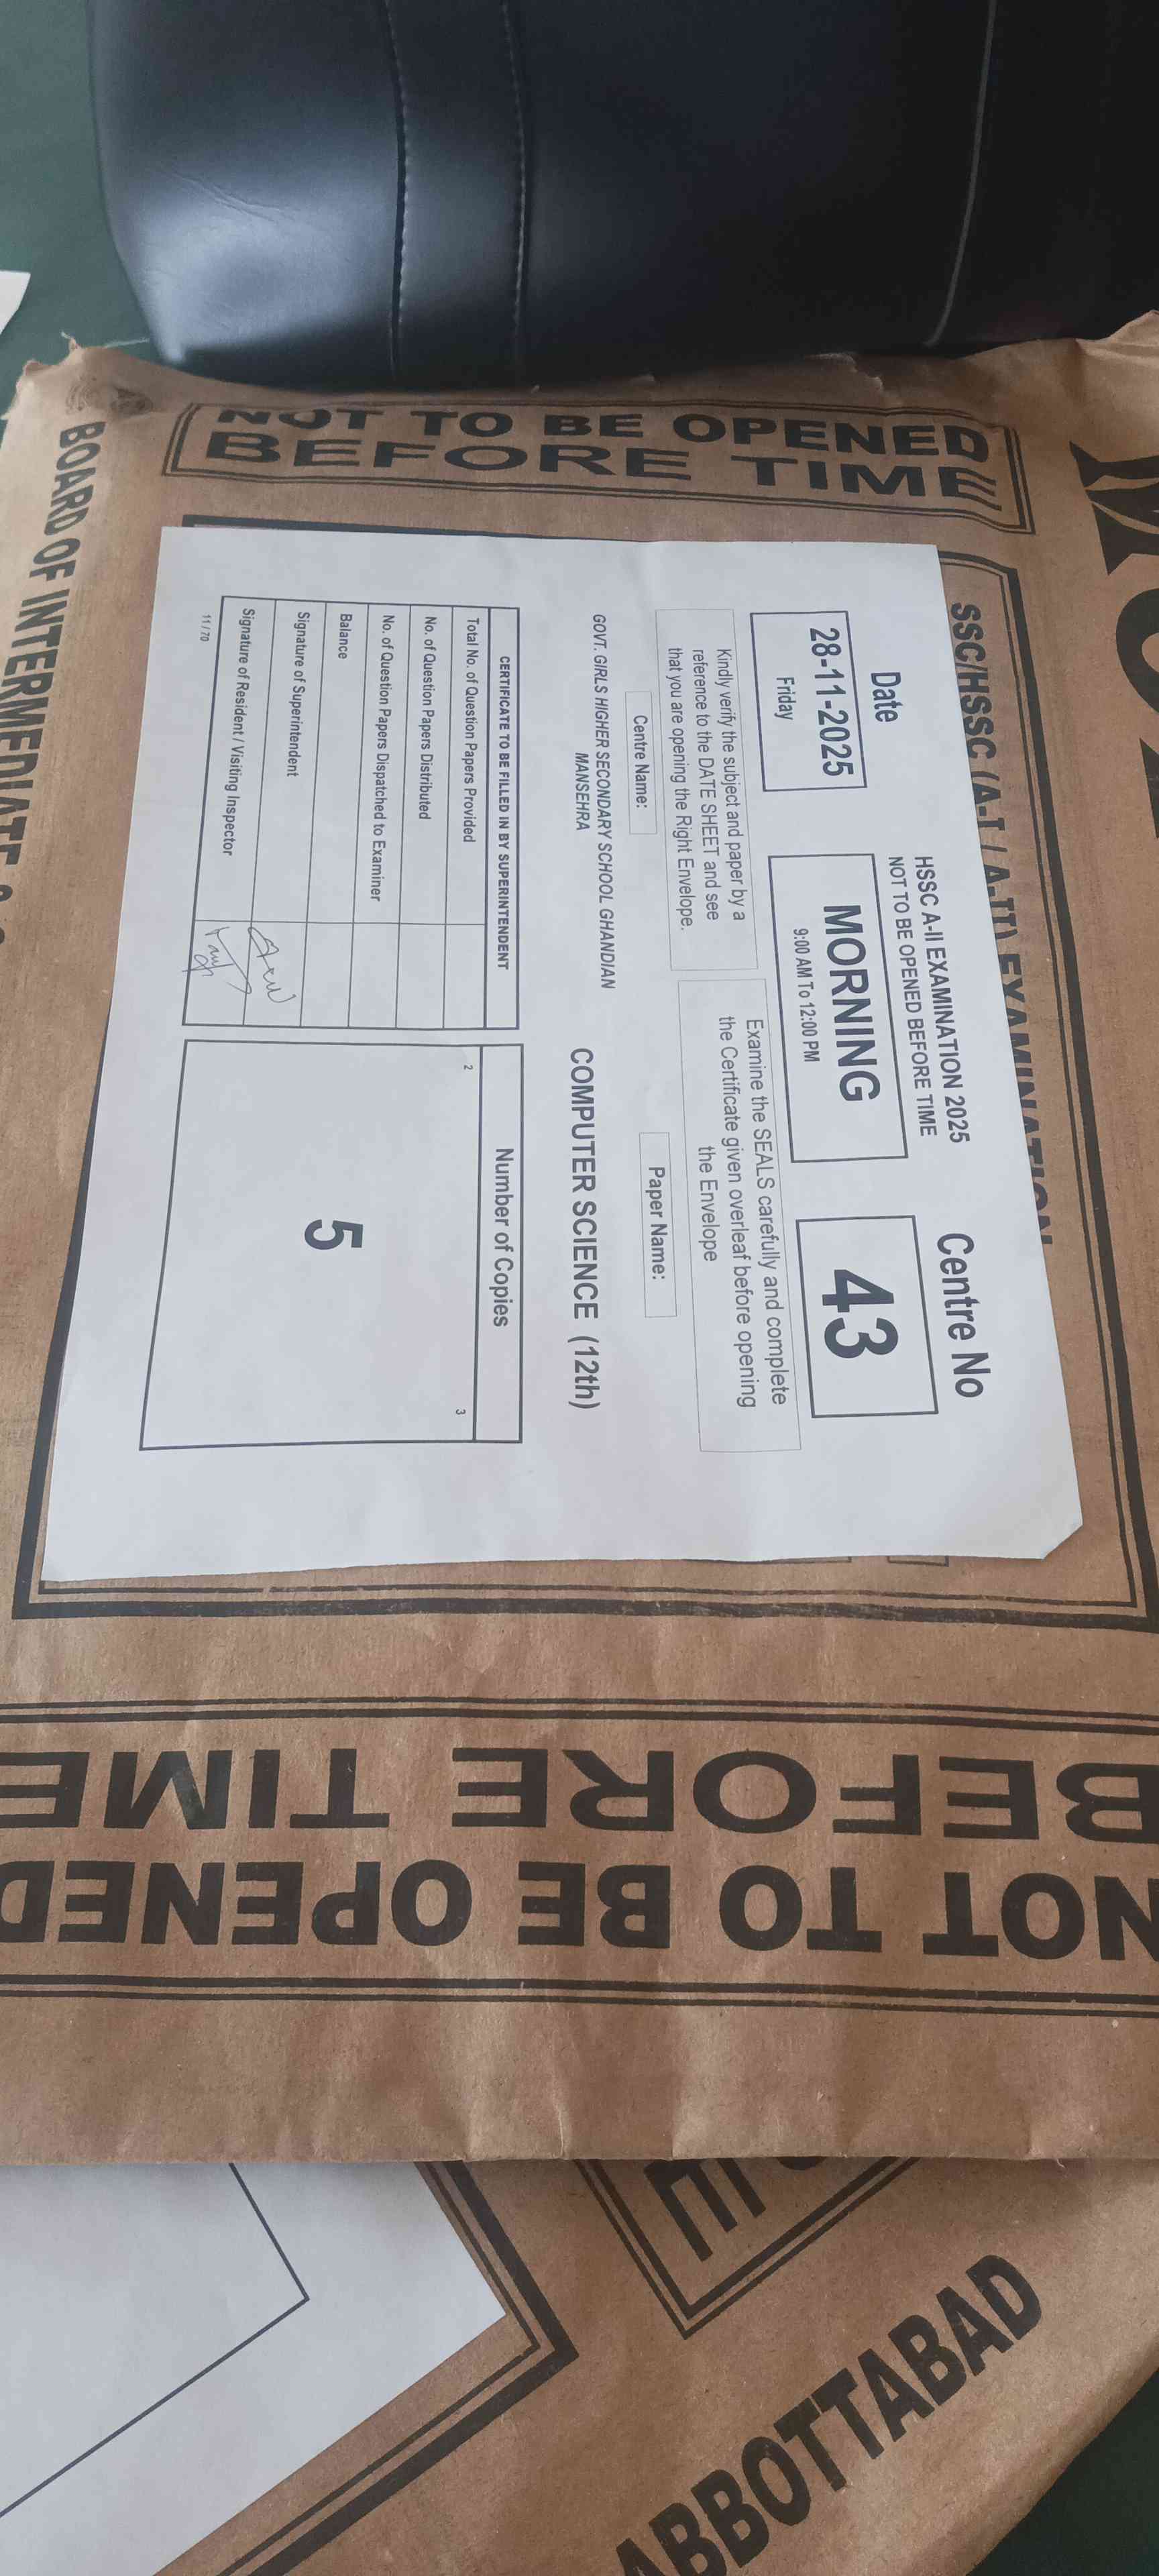 NOT TO BE OPENED
BEFORE TIME
SSC/HSSC (A-I / A-II) EXAMINATION
HSSC A-II EXAMINATION 2025
NOT TO BE OPENED BEFORE TIME
Date
28-11-2025
Friday
MORNING
9:00 AM To 12:00 PM
Centre No
43
Kindly verify the subject and paper by a
reference to the DATE SHEET and see
that you are opening the Right Envelope.
Examine the SEALS carefully and complete
the Certificate given overleaf before opening
the Envelope
Centre Name:
GOVT. GIRLS HIGHER SECONDARY SCHOOL GHANDIAN
MANSEHRA
Paper Name:
COMPUTER SCIENCE (12th)
CERTIFICATE TO BE FILLED IN BY SUPERINTENDENT
Total No. of Question Papers Provided
No. of Question Papers Distributed
No. of Question Papers Dispatched to Examiner
Balance
Signature of Superintendent
Signature of Resident / Visiting Inspector
11 / 70
Number of Copies
2
3
5
BOARD OF INTERMEDIATE
NOT TO BE OPENED
BEFORE TIME
ABBOTTABAD